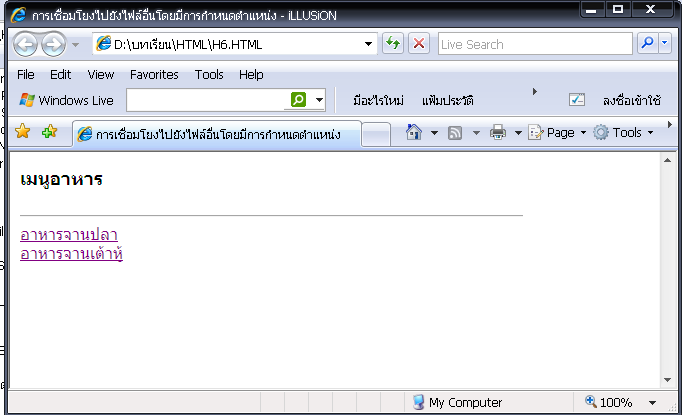 การเชื่อมโยงไปยังไฟล์อื่นโดยมีการกำหนดตำแหน่ง - iLLUSiON
D:\บทเรียน\HTML\H6.HTML
Live Search
File Edit View Favorites Tools Help
Windows Live มีอะไรใหม่ แฟ้มประวัติ ลงชื่อเข้าใช้
การเชื่อมโยงไปยังไฟล์อื่นโดยมีการกำหนดตำแหน่ง Page Tools
เมนูอาหาร
อาหารจานปลา
อาหารจานเต้าหู้
My Computer 100%